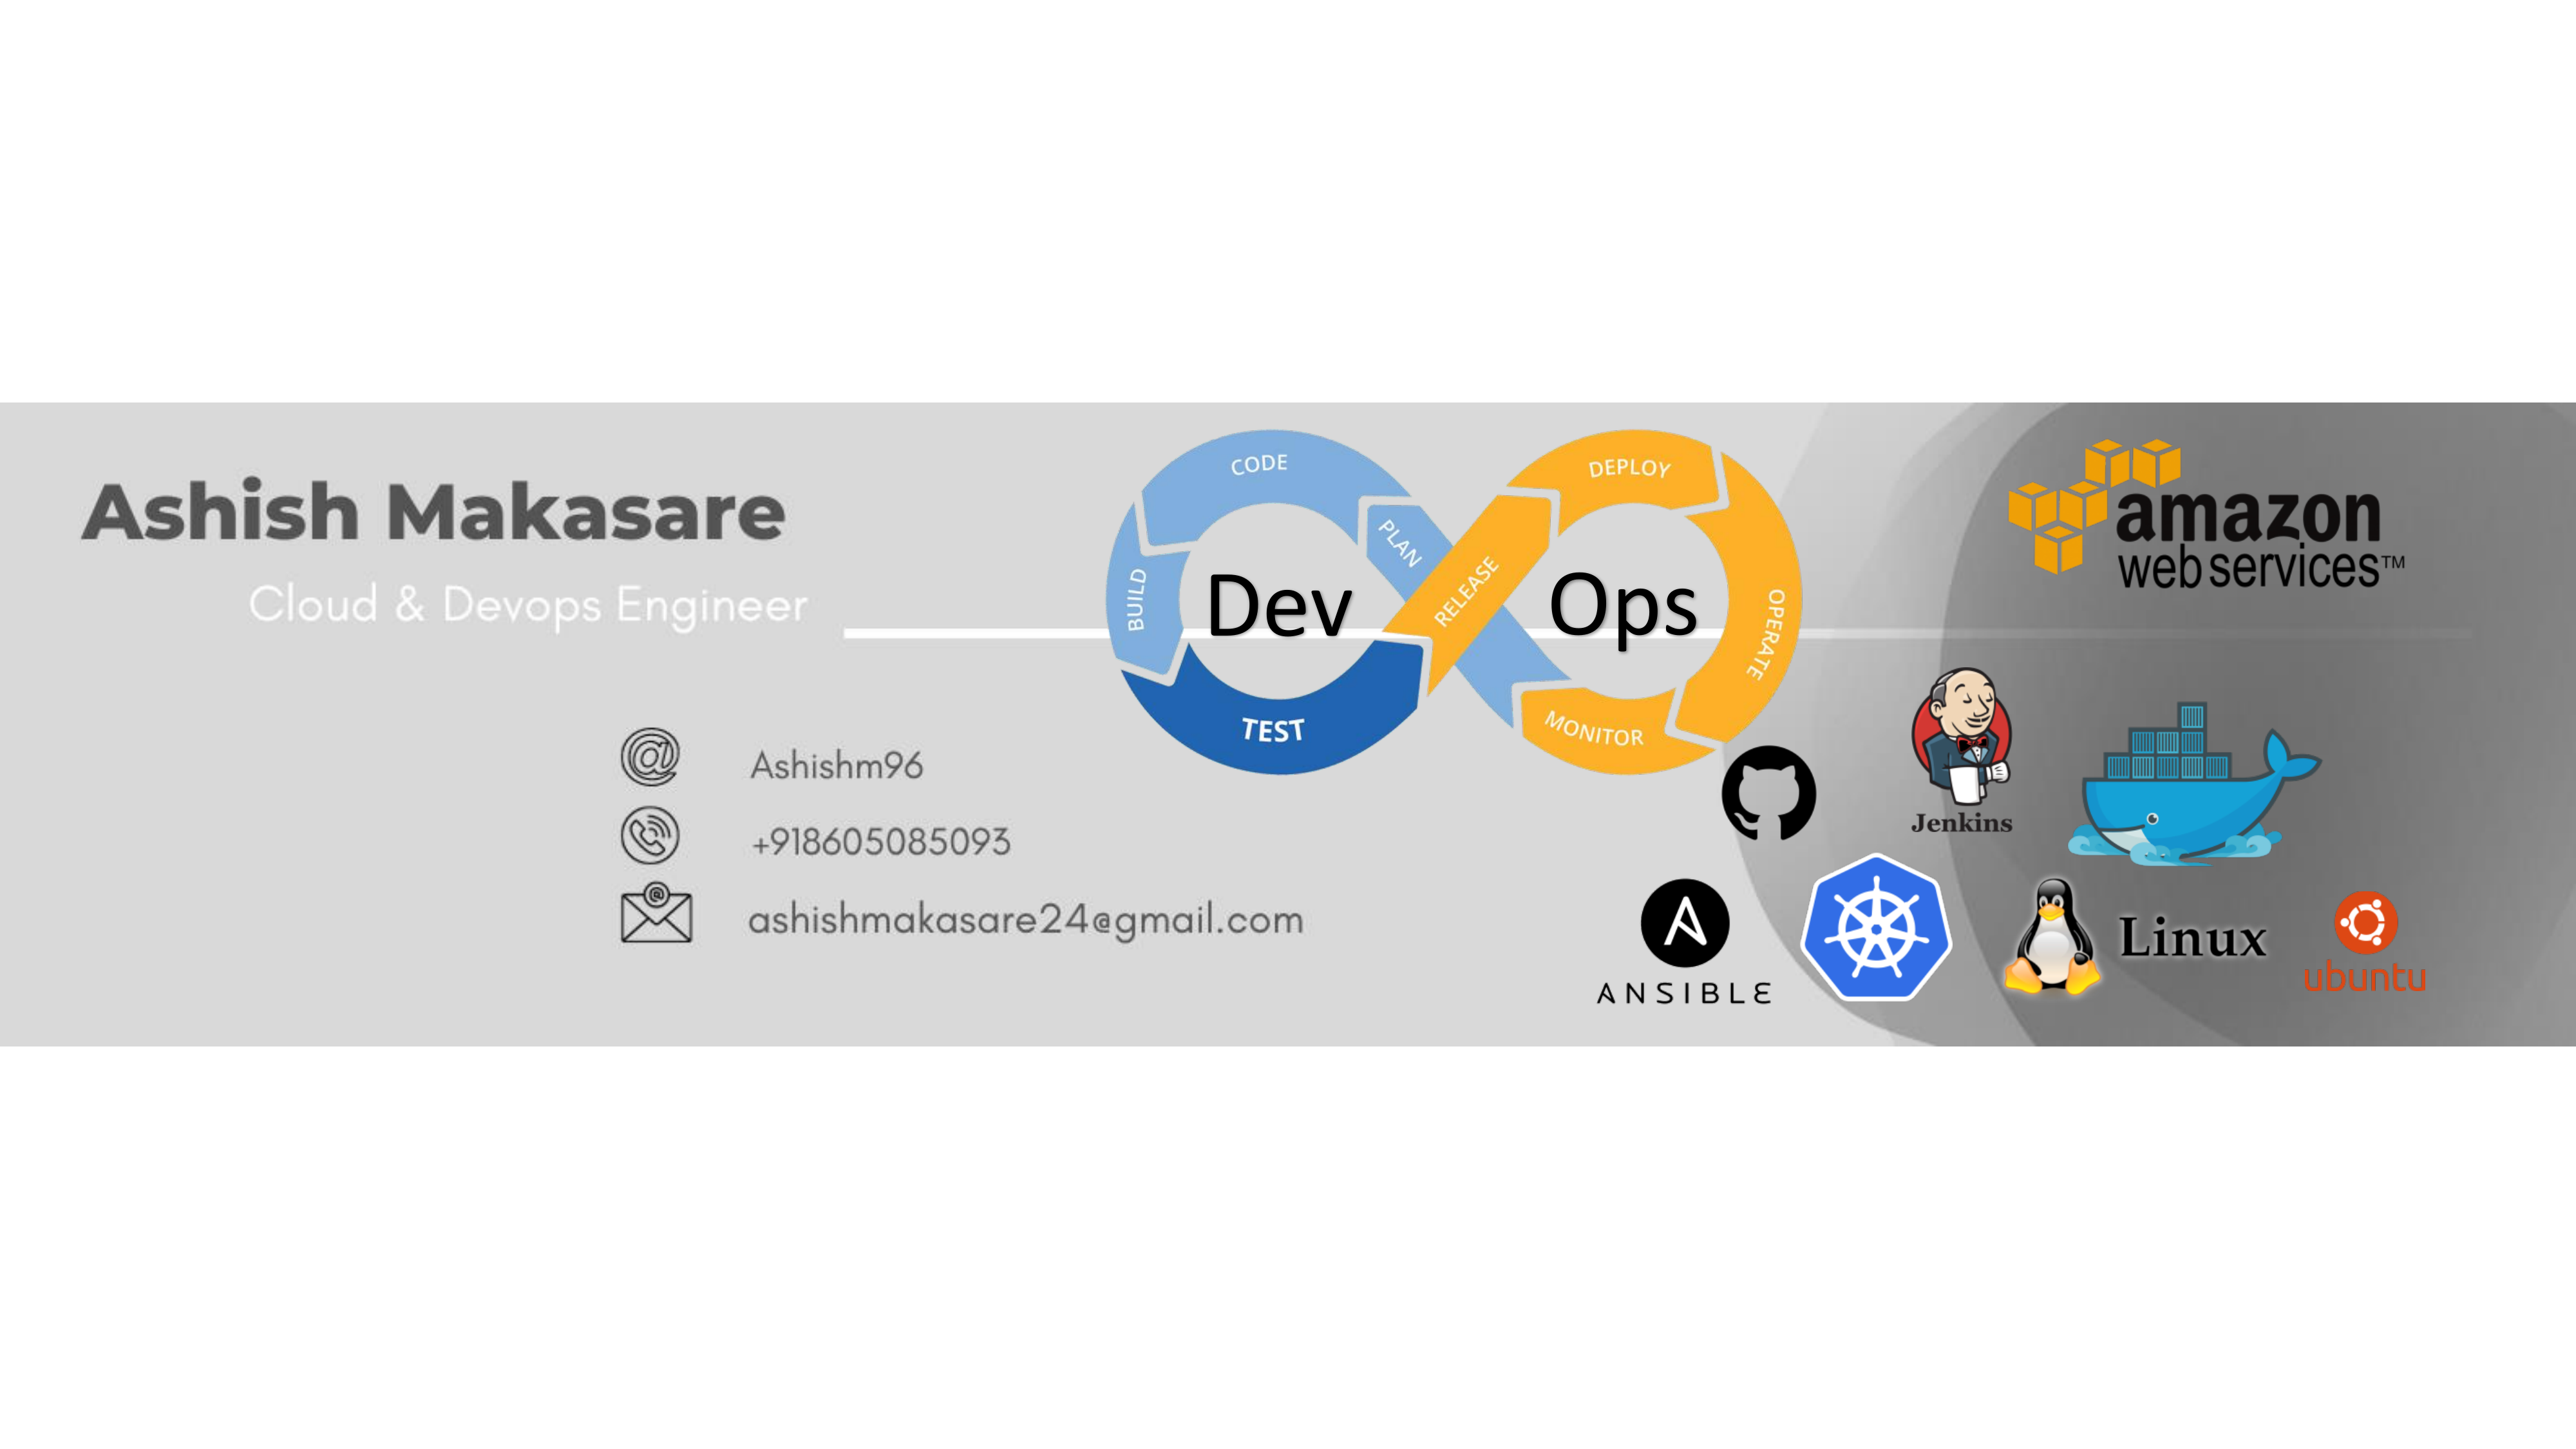 Ashish Makasare
Cloud & Devops Engineer
@ Ashishm96
+918605085093
@ ashishmakasare24@gmail.com
CODE
BUILD
PLAN
TEST
Dev
RELEASE
DEPLOY
OPERATE
MONITOR
Ops
amazon
web services™
Jenkins
ANSIBLE
Linux
ubuntu